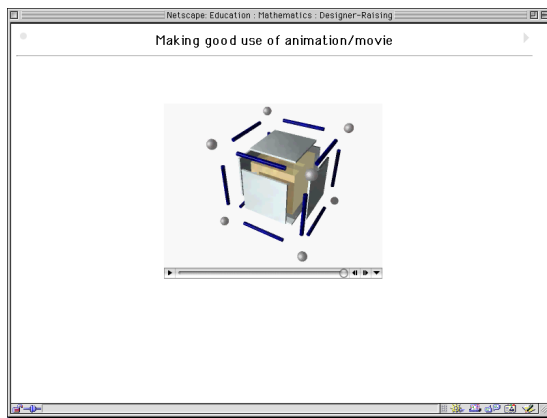 Netscape: Education : Mathematics : Designer-Raising
Making good use of animation/movie